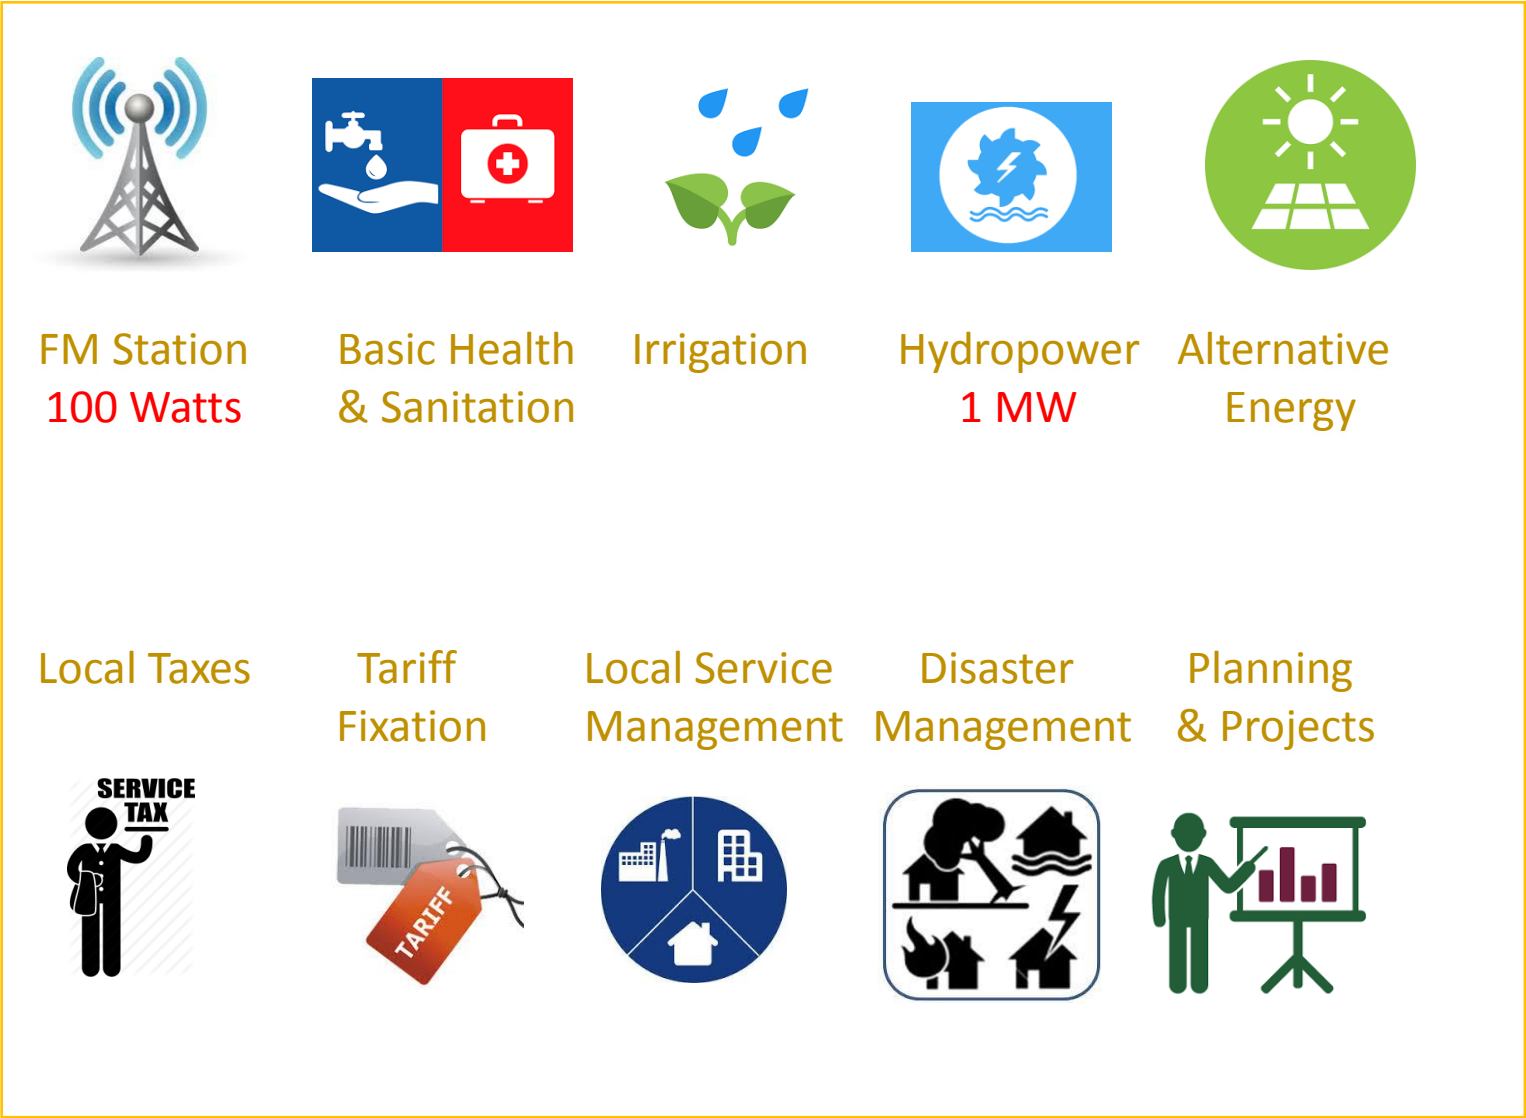 FM Station
100 Watts
Basic Health
& Sanitation
Irrigation
Hydropower
1 MW
Alternative
Energy
Local Taxes
Tariff
Fixation
Local Service
Management
Disaster
Management
Planning
& Projects
SERVICE
TAX
TARIFF